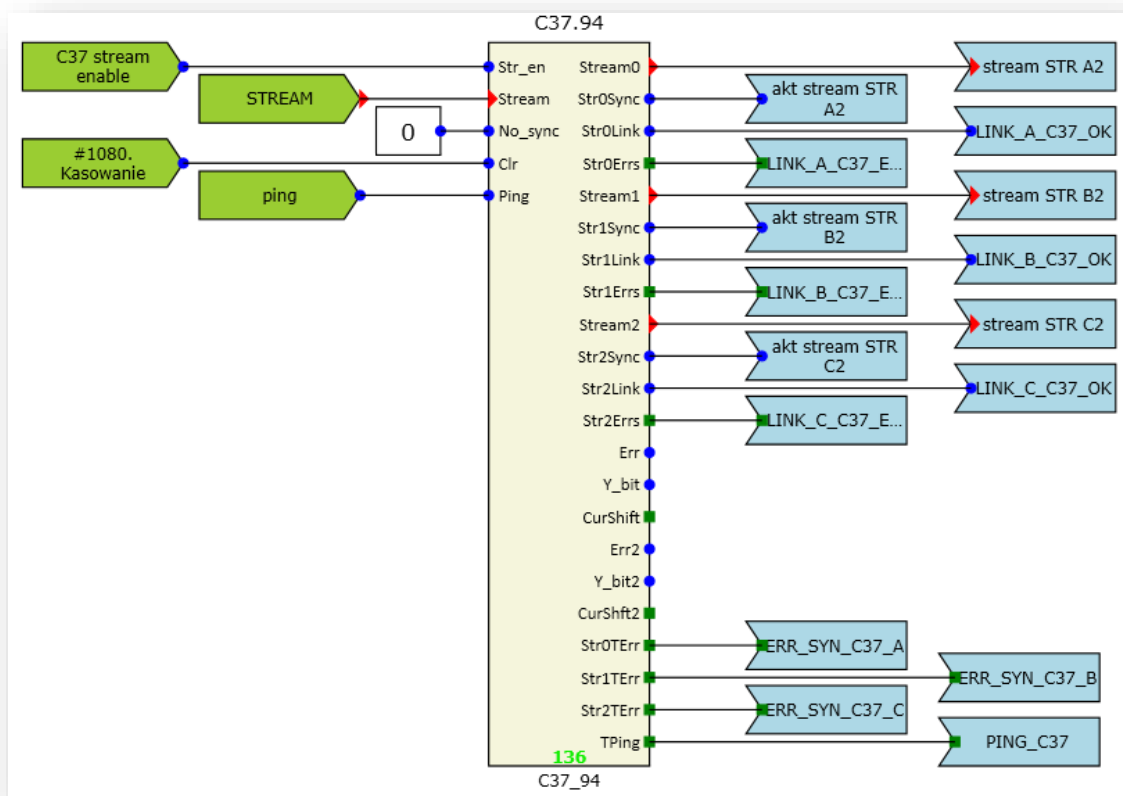 C37.94
C37 stream
enable
STREAM
0
#1080.
Kasowanie
ping
Str_en
Stream
No_sync
Clr
Ping
Stream0
Str0Sync
Str0Link
Str0Errs
Stream1
Str1Sync
Str1Link
Str1Errs
Stream2
Str2Sync
Str2Link
Str2Errs
Err
Y_bit
CurShift
Err2
Y_bit2
CurShft2
Str0TErr
Str1TErr
Str2TErr
TPing
136
C37_94
stream STR A2
akt stream STR
A2
LINK_A_C37_OK
LINK_A_C37_E...
stream STR B2
akt stream STR
B2
LINK_B_C37_OK
LINK_B_C37_E...
stream STR C2
akt stream STR
C2
LINK_C_C37_OK
LINK_C_C37_E...
ERR_SYN_C37_A
ERR_SYN_C37_B
ERR_SYN_C37_C
PING_C37